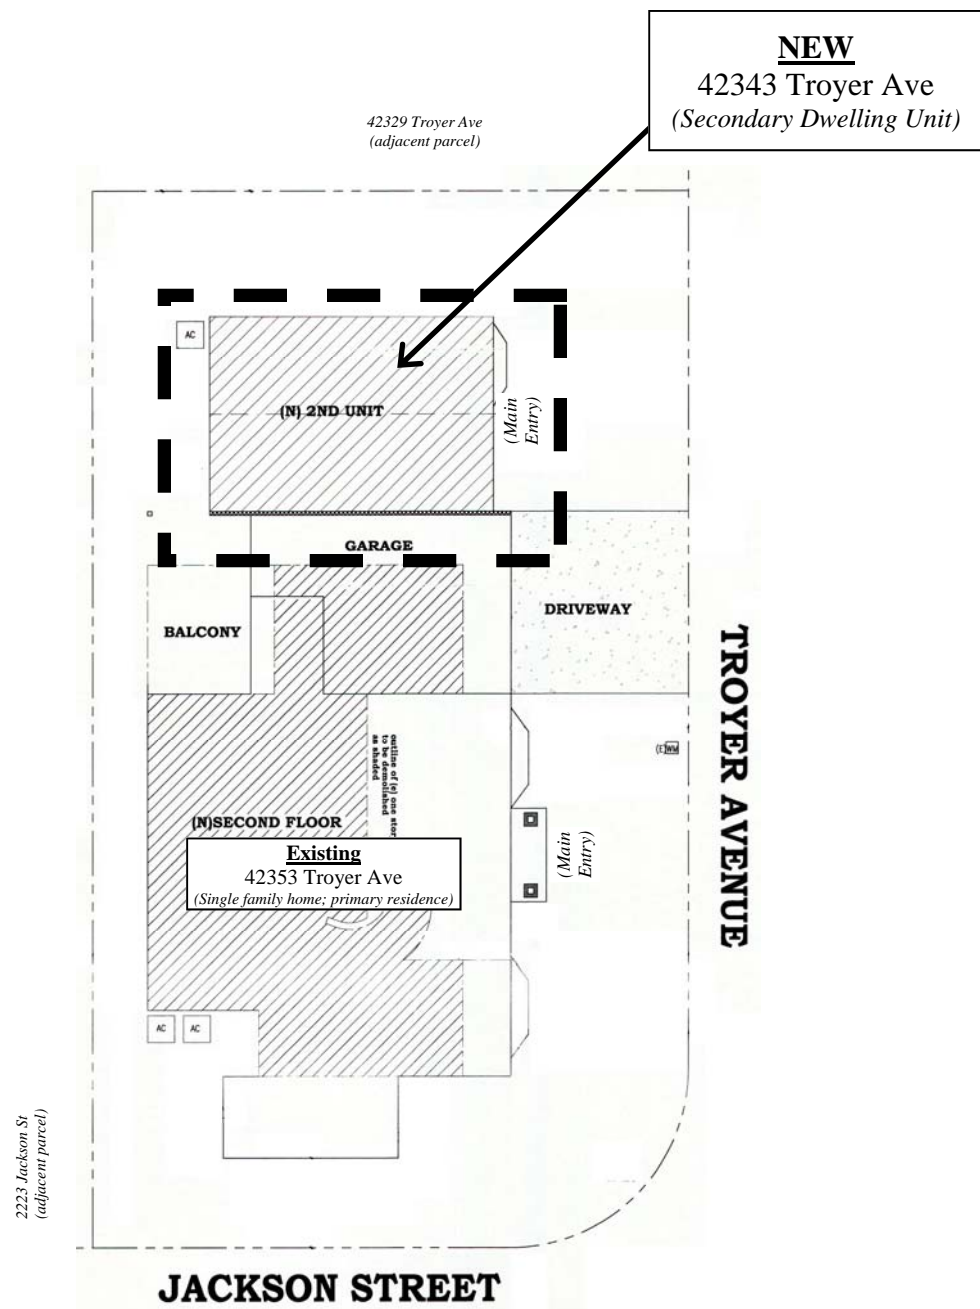 NEW
42343 Troyer Ave
(Secondary Dwelling Unit)
42329 Troyer Ave
(adjacent parcel)
AC
(N) 2ND UNIT
(Main
Entry)
GARAGE
BALCONY
DRIVEWAY
TROYER AVENUE
outline of (e) one stor
to be demolished
as shaded
(E)WM
(N)SECOND FLOOR
Existing
42353 Troyer Ave
(Single family home; primary residence)
(Main
Entry)
AC AC
2223 Jackson St
(adjacent parcel)
JACKSON STREET